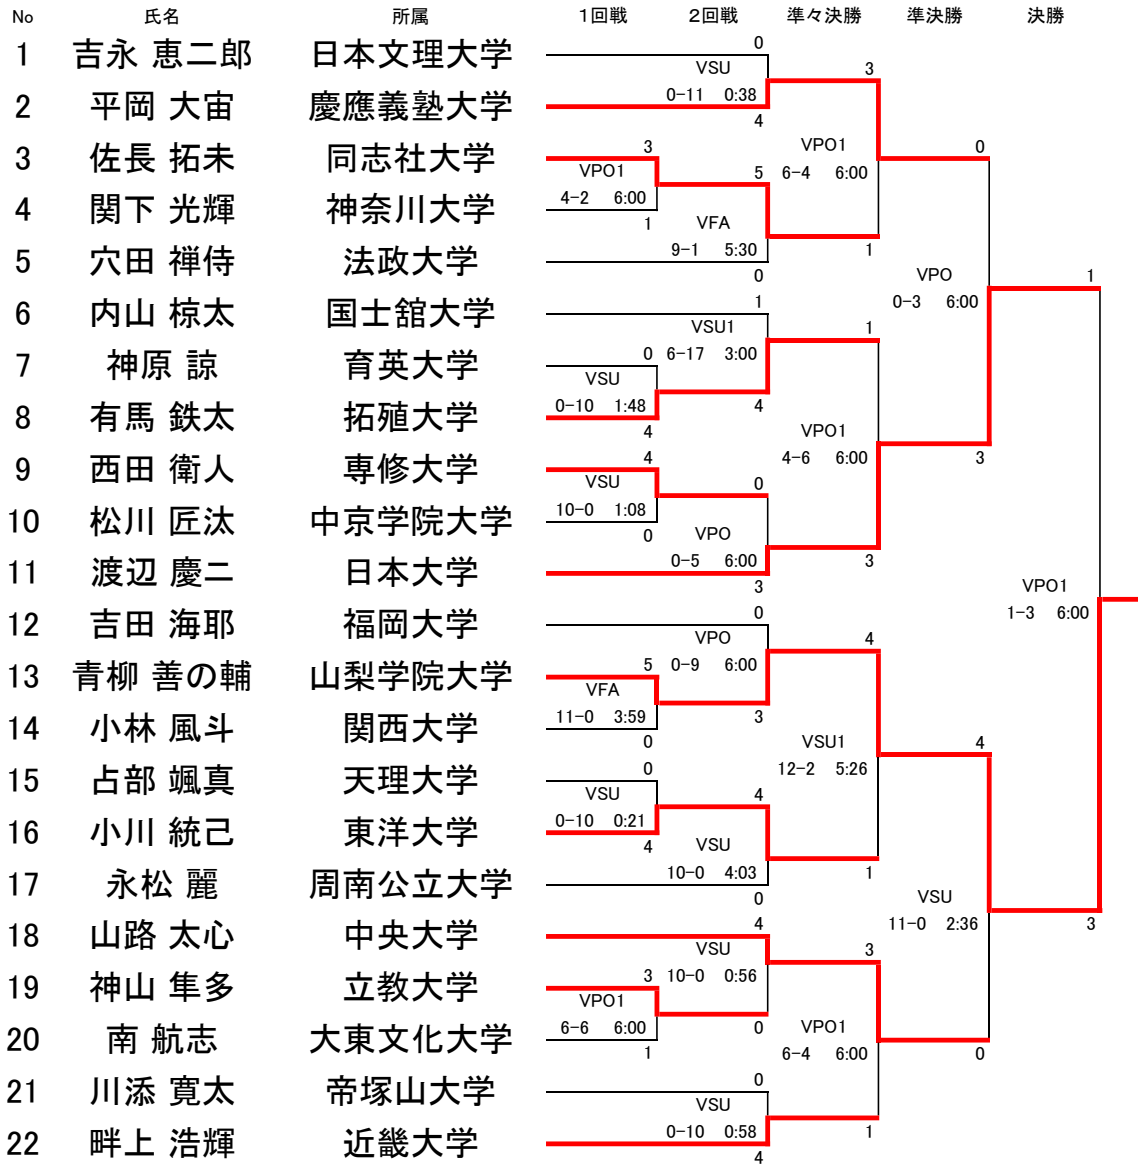 No 氏名 所属 １回戦 ２回戦 準々決勝 準決勝 決勝
0
1 吉永 恵二郎 日本文理大学
VSU 3
0-11 0:38
2 平岡 大宙 慶應義塾大学
4
3 VPO1 0
3 佐長 拓未 同志社大学
VPO1 5 6-4 6:00
4-2 6:00
4 関下 光輝 神奈川大学
1 VFA
9-1 5:30 1
5 穴田 禅侍 法政大学
0 VPO 1
1 0-3 6:00
6 内山 椋太 国士舘大学
VSU1 1
0 6-17 3:00
7 神原 諒 育英大学
VSU
0-10 1:48 4
8 有馬 鉄太 拓殖大学
4 VPO1
4 4-6 6:00 3
9 西田 衛人 専修大学
VSU 0
10-0 1:08
10 松川 匠汰 中京学院大学
0 VPO
0-5 6:00 3
11 渡辺 慶二 日本大学
3 VPO1
0 1-3 6:00
12 吉田 海耶 福岡大学
VPO 4
5 0-9 6:00
13 青柳 善の輔 山梨学院大学
VFA
11-0 3:59 3
14 小林 風斗 関西大学
0 VSU1 4
0 12-2 5:26
15 占部 颯真 天理大学
VSU 4
0-10 0:21
16 小川 統己 東洋大学
4 VSU
10-0 4:03 1
17 永松 麗 周南公立大学
0 VSU
4 11-0 2:36 3
18 山路 太心 中央大学
VSU 3
3 10-0 0:56
19 神山 隼多 立教大学
VPO1
6-6 6:00 0 VPO1
20 南 航志 大東文化大学
1 6-4 6:00 0
0
21 川添 寛太 帝塚山大学
VSU
0-10 0:58 1
22 畔上 浩輝 近畿大学
4